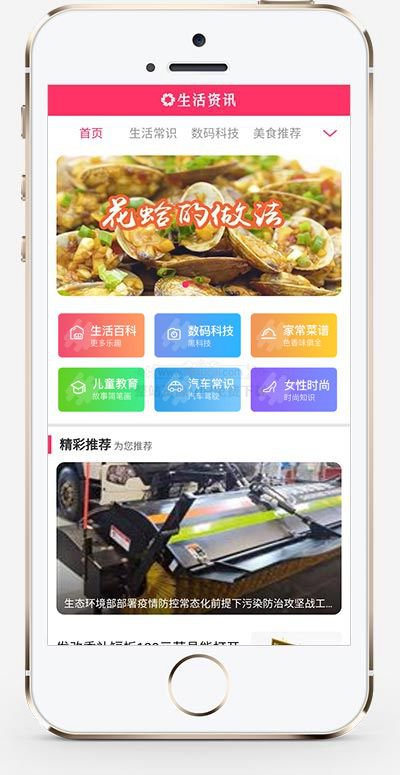 生活资讯
首页 生活常识 数码科技 美食推荐
花蛤的做法
生活百科 数码科技 家常菜谱
更多乐趣 黑科技 色香味俱全
儿童教育 汽车常识 女性时尚
故事简笔画 汽车驾驶 时尚知识
精彩推荐 为您推荐
生态环境部部署疫情防控常态化前提下污染防治攻坚战工...